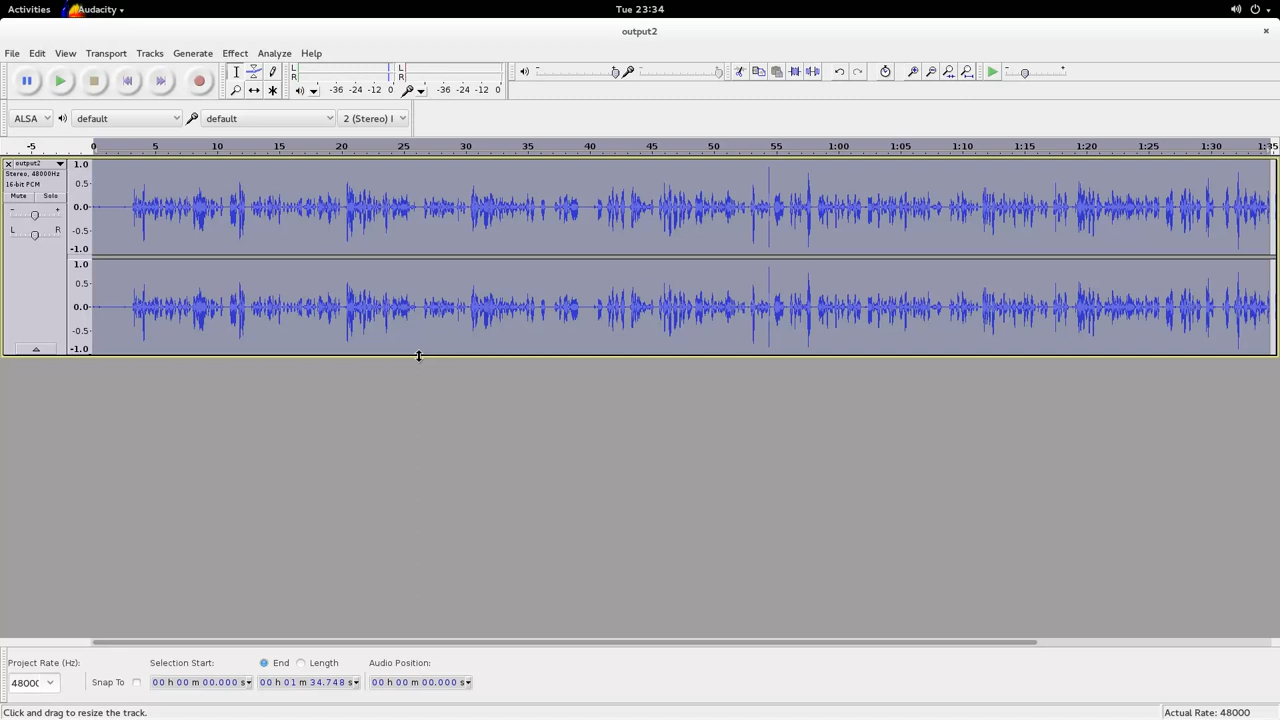 Activities Audacity Tue 23:34
output2
File Edit View Transport Tracks Generate Effect Analyze Help
L L
R R
-36 -24 -12 0 -36 -24 -12 0
ALSA default default 2 (Stereo) I
-5 0 5 10 15 20 25 30 35 40 45 50 55 1:00 1:05 1:10 1:15 1:20 1:25 1:30 1:35
output2
Stereo, 48000Hz
16-bit PCM
Mute Solo
- +
L R
1.0
0.5
0.0
-0.5
-1.0
1.0
0.5
0.0
-0.5
-1.0
Project Rate (Hz): Selection Start: End Length Audio Position:
48000 Snap To 00 h 00 m 00.000 s 00 h 01 m 34.748 s 00 h 00 m 00.000 s
Click and drag to resize the track. Actual Rate: 48000